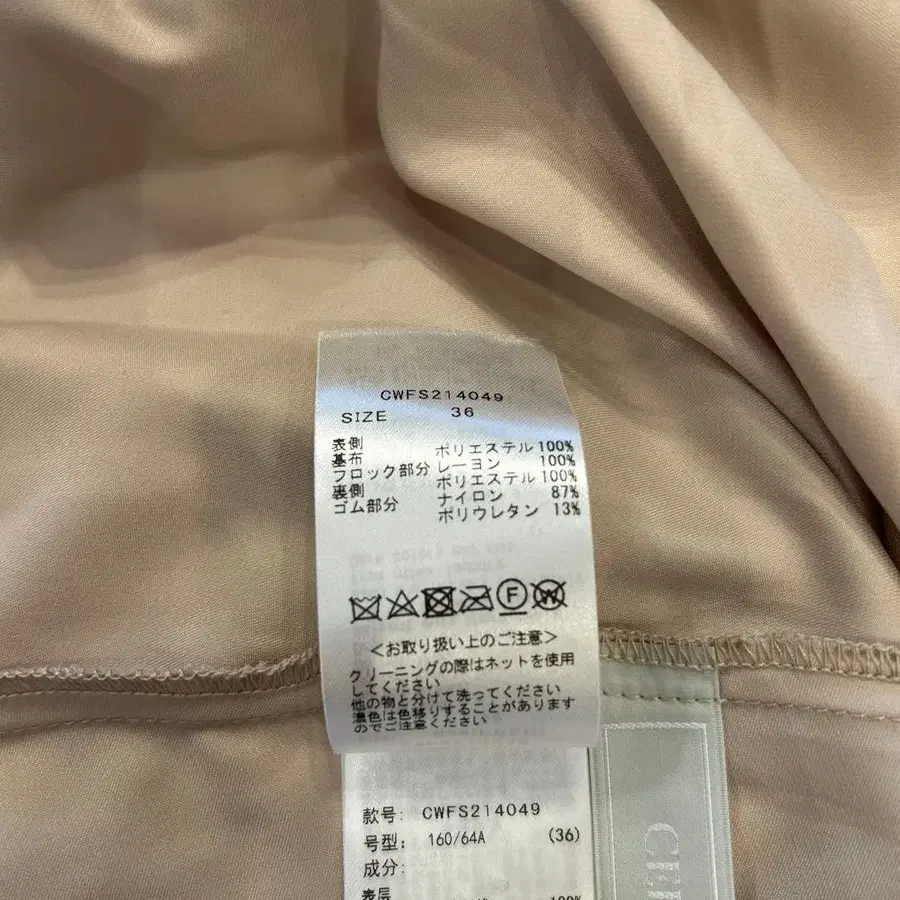 CWFS214049
SIZE 36
表側 ポリエステル 100%
基布 レーヨン 100%
フロック部分 ポリエステル 100%
裏側 ナイロン 87%
ゴム部分 ポリウレタン 13%
F
W
<お取り扱い上のご注意>
クリーニングの際はネットを使用
してください
他の物と分けて洗ってください
濃色は色移りすることがあります
のでご注意ください
款号: CWFS214049
号型: 160/64A (36)
成分:
表层 100%